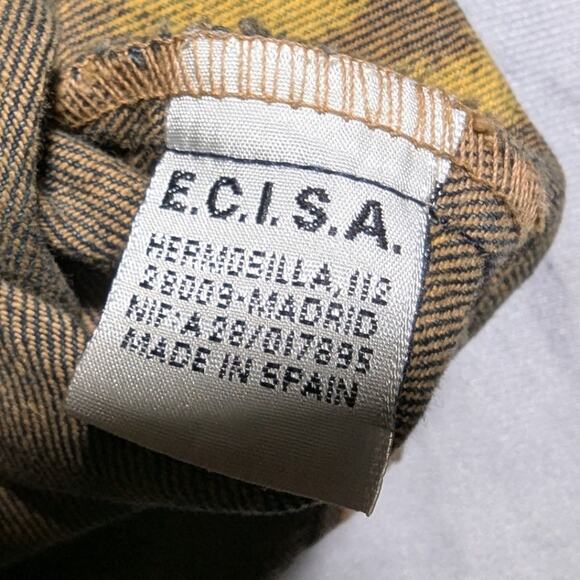 E.C.I.S.A.
HERMOSILLA, 112
28009-MADRID
NIF:A 28/017895
MADE IN SPAIN